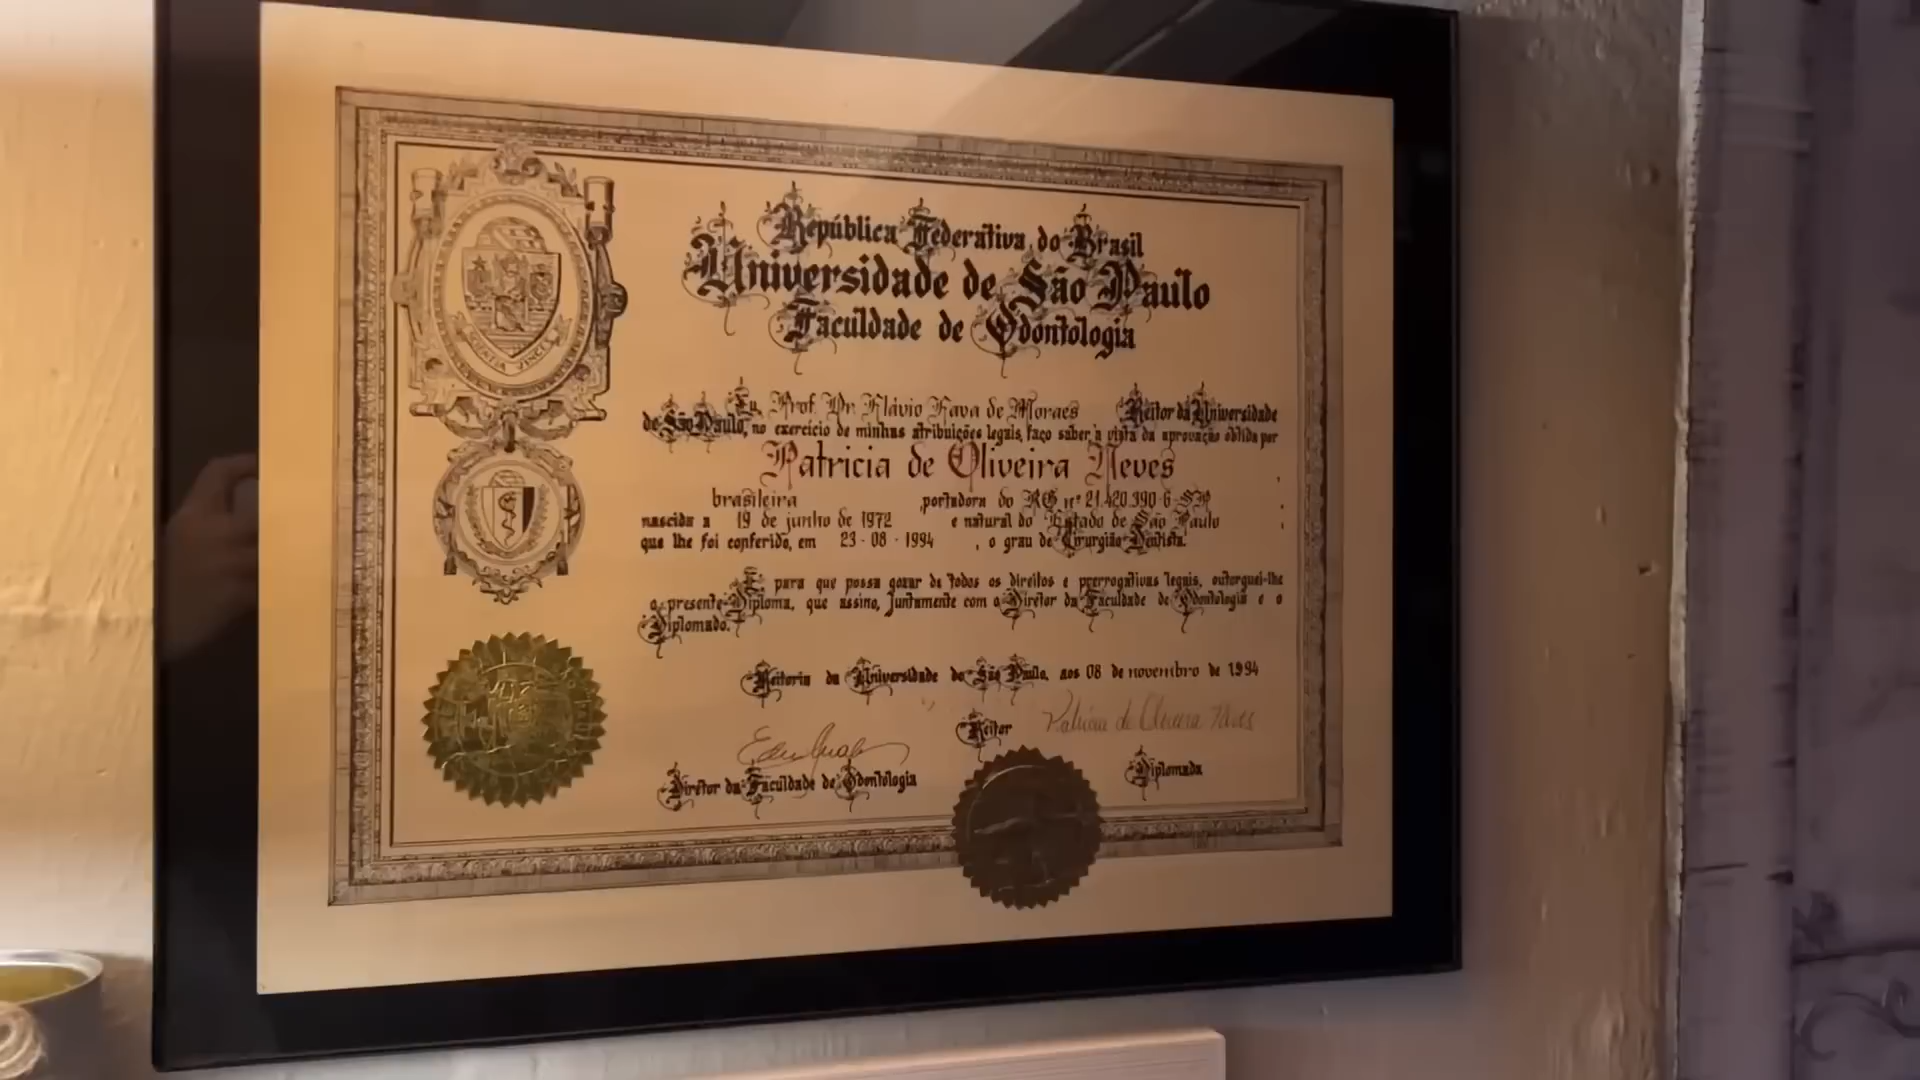 República Federativa do Brasil
Universidade de São Paulo
Faculdade de Odontologia
Eu, Prof. Dr. Flávio Fava de Moraes Reitor da Universidade
de São Paulo, no exercício de minhas atribuições legais, faço saber, à vista da aprovação obtida por
Patricia de Oliveira Neves
brasileira , portadora do RG nº 21.420.390-6-SP ,
nascida a 19 de junho de 1972 e natural do Estado de São Paulo ;
que lhe foi conferido, em 23 - 08 - 1994 , o grau de Cirurgião Dentista.
E para que possa gozar de todos os direitos e prerrogativas legais, outorguei-lhe
o presente Diploma, que assino, juntamente com o Diretor da Faculdade de Odontologia e o
Diplomado.
Reitoria da Universidade de São Paulo, aos 08 de novembro de 1994
Reitor
Patricia de Oliveira Neves
Diretor da Faculdade de Odontologia
Diplomada